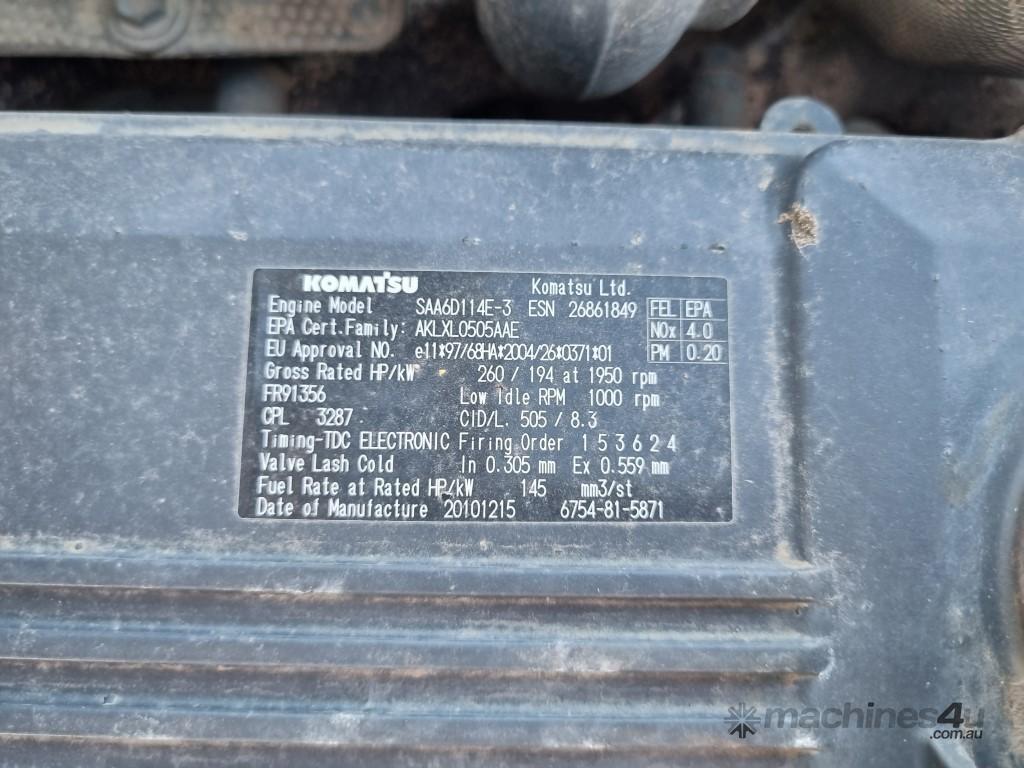 KOMATSU Komatsu Ltd.
Engine Model SAA6D114E-3 ESN 26861849 FEL EPA
EPA Cert.Family: AKLXL0505AAE NOx 4.0
EU Approval NO. e11*97/68HA*2004/26*0371*01 PM 0.20
Gross Rated HP/kW 260 / 194 at 1950 rpm
FR91356 Low Idle RPM 1000 rpm
CPL 3287 CID/L. 505 / 8.3
Timing-TDC ELECTRONIC Firing Order 1 5 3 6 2 4
Valve Lash Cold In 0.305 mm Ex 0.559 mm
Fuel Rate at Rated HP/kW 145 mm3/st
Date of Manufacture 20101215 6754-81-5871
machines4u
.com.au